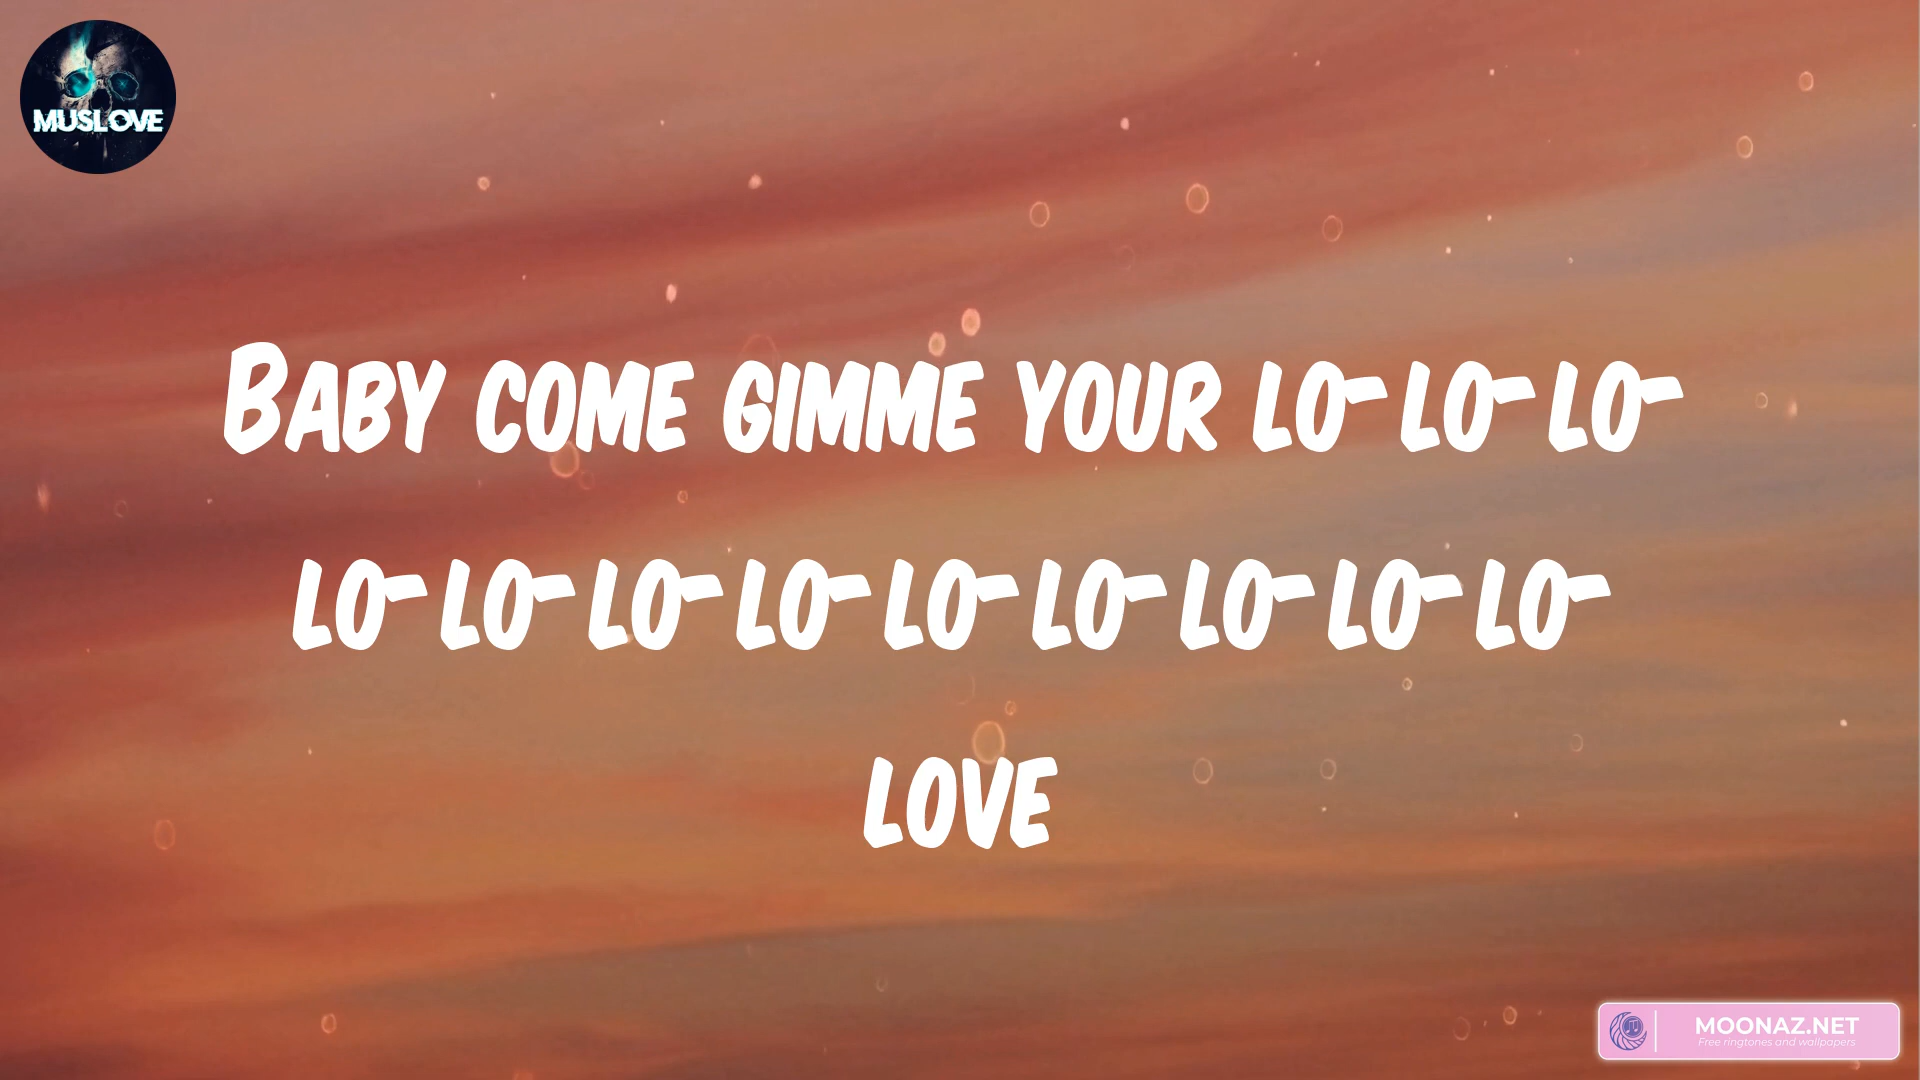 MUSLOVE
Baby come gimme your lo-lo-lo-
lo-lo-lo-lo-lo-lo-lo-lo-lo-
love
MOONAZ.NET
Free ringtones and wallpapers